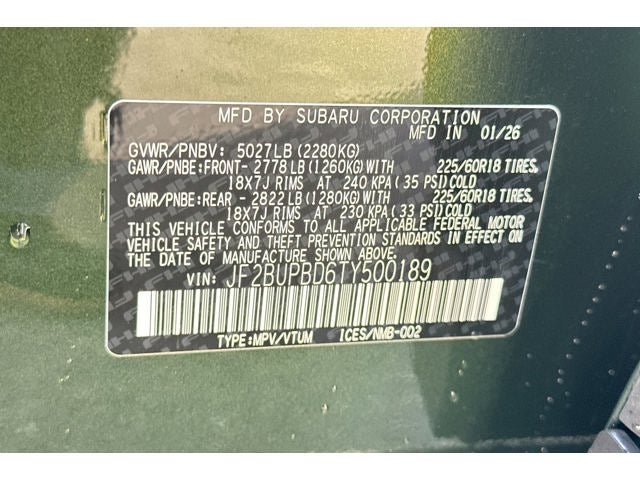 MFD BY SUBARU CORPORATION
MFD IN 01/26
GVWR/PNBV: 5027LB (2280KG)
GAWR/PNBE:FRONT- 2778 LB (1260KG) WITH 225/60R18 TIRES,
18X7J RIMS AT 240 KPA (35 PSI) COLD
GAWR/PNBE:REAR - 2822 LB (1280KG) WITH 225/60R18 TIRES,
18X7J RIMS AT 230 KPA (33 PSI) COLD
THIS VEHICLE CONFORMS TO ALL APPLICABLE FEDERAL MOTOR
VEHICLE SAFETY AND THEFT PREVENTION STANDARDS IN EFFECT ON
THE DATE OF MANUFACTURE SHOWN ABOVE.
VIN: JF2BUPBD6TY500189
TYPE:MPV/VTUM ICES/NMB-002